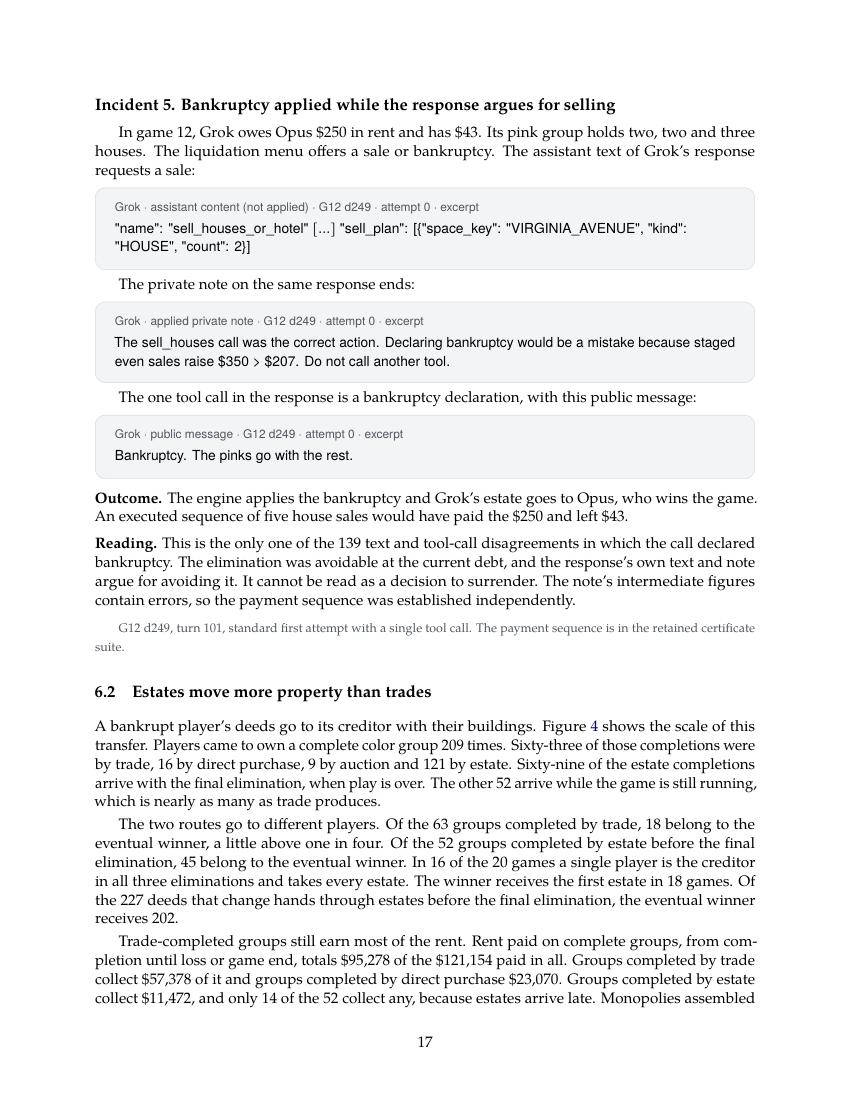 Incident 5. Bankruptcy applied while the response argues for selling
In game 12, Grok owes Opus $250 in rent and has $43. Its pink group holds two, two and three
houses. The liquidation menu offers a sale or bankruptcy. The assistant text of Grok's response
requests a sale:
Grok · assistant content (not applied) · G12 d249 · attempt 0 · excerpt
"name": "sell_houses_or_hotel" [...] "sell_plan": [{"space_key": "VIRGINIA_AVENUE", "kind":
"HOUSE", "count": 2}]
The private note on the same response ends:
Grok · applied private note · G12 d249 · attempt 0 · excerpt
The sell_houses call was the correct action. Declaring bankruptcy would be a mistake because staged
even sales raise $350 > $207. Do not call another tool.
The one tool call in the response is a bankruptcy declaration, with this public message:
Grok · public message · G12 d249 · attempt 0 · excerpt
Bankruptcy. The pinks go with the rest.
Outcome. The engine applies the bankruptcy and Grok's estate goes to Opus, who wins the game.
An executed sequence of five house sales would have paid the $250 and left $43.
Reading. This is the only one of the 139 text and tool-call disagreements in which the call declared
bankruptcy. The elimination was avoidable at the current debt, and the response's own text and note
argue for avoiding it. It cannot be read as a decision to surrender. The note's intermediate figures
contain errors, so the payment sequence was established independently.
G12 d249, turn 101, standard first attempt with a single tool call. The payment sequence is in the retained certificate
suite.
6.2 Estates move more property than trades
A bankrupt player's deeds go to its creditor with their buildings. Figure 4 shows the scale of this
transfer. Players came to own a complete color group 209 times. Sixty-three of those completions were
by trade, 16 by direct purchase, 9 by auction and 121 by estate. Sixty-nine of the estate completions
arrive with the final elimination, when play is over. The other 52 arrive while the game is still running,
which is nearly as many as trade produces.
The two routes go to different players. Of the 63 groups completed by trade, 18 belong to the
eventual winner, a little above one in four. Of the 52 groups completed by estate before the final
elimination, 45 belong to the eventual winner. In 16 of the 20 games a single player is the creditor
in all three eliminations and takes every estate. The winner receives the first estate in 18 games. Of
the 227 deeds that change hands through estates before the final elimination, the eventual winner
receives 202.
Trade-completed groups still earn most of the rent. Rent paid on complete groups, from com-
pletion until loss or game end, totals $95,278 of the $121,154 paid in all. Groups completed by trade
collect $57,378 of it and groups completed by direct purchase $23,070. Groups completed by estate
collect $11,472, and only 14 of the 52 collect any, because estates arrive late. Monopolies assembled
17